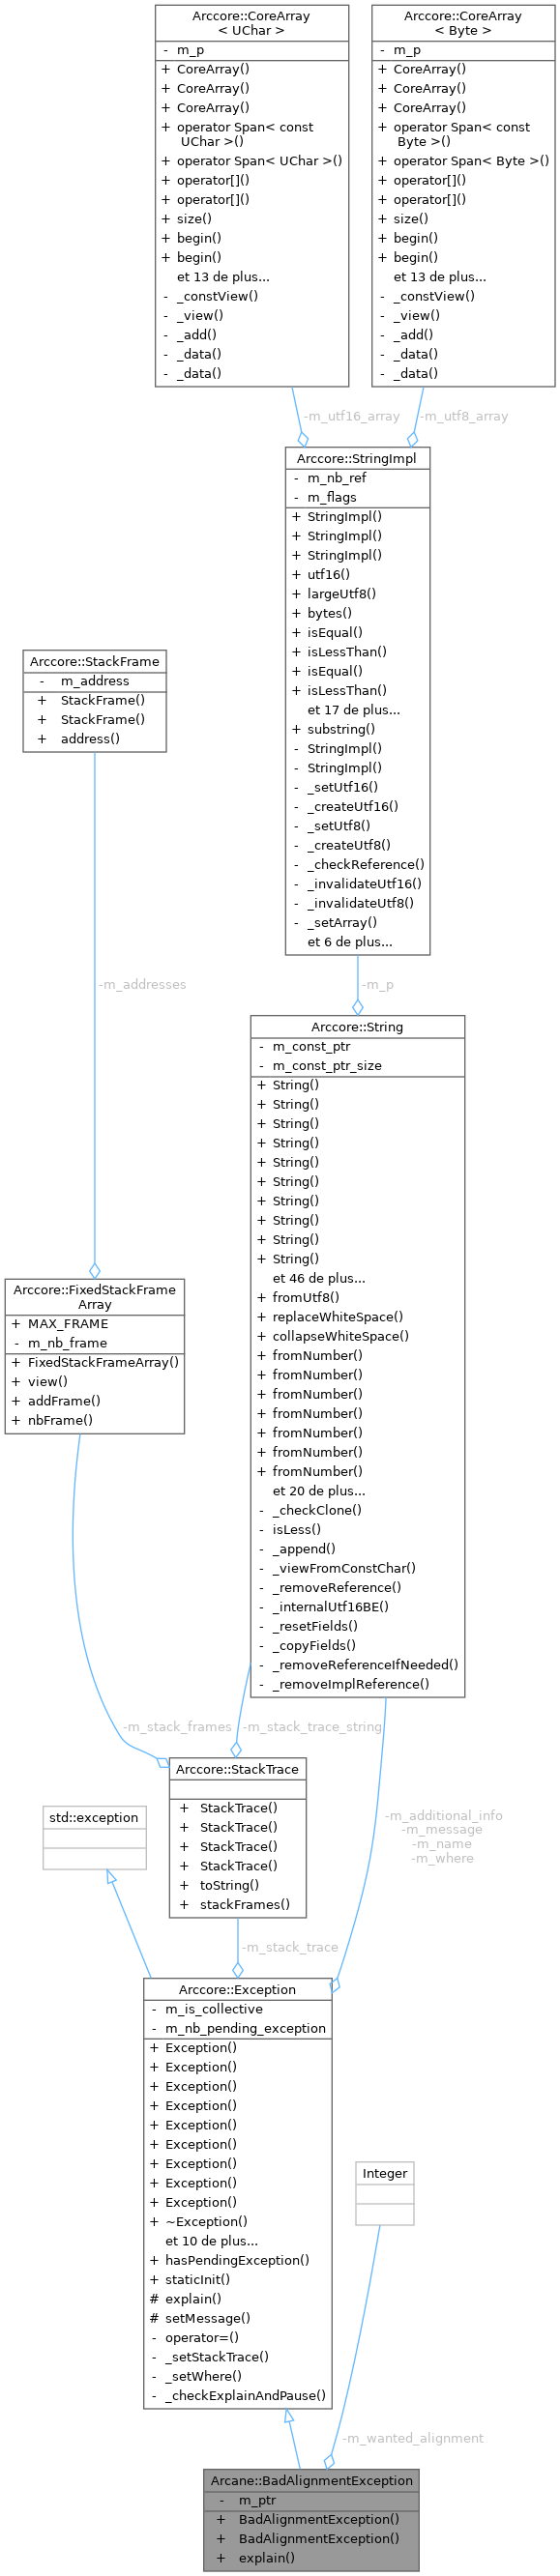 Arccore::CoreArray
< UChar >
- m_p
+ CoreArray()
+ CoreArray()
+ CoreArray()
+ operator Span< const
UChar >()
+ operator Span< UChar >()
+ operator[]()
+ operator[]()
+ size()
+ begin()
+ begin()
et 13 de plus...
- _constView()
- _view()
- _add()
- _data()
- _data()
Arccore::CoreArray
< Byte >
- m_p
+ CoreArray()
+ CoreArray()
+ CoreArray()
+ operator Span< const
Byte >()
+ operator Span< Byte >()
+ operator[]()
+ operator[]()
+ size()
+ begin()
+ begin()
et 13 de plus...
- _constView()
- _view()
- _add()
- _data()
- _data()
-m_utf16_array
-m_utf8_array
Arccore::StringImpl
- m_nb_ref
- m_flags
+ StringImpl()
+ StringImpl()
+ StringImpl()
+ utf16()
+ largeUtf8()
+ bytes()
+ isEqual()
+ isLessThan()
+ isEqual()
+ isLessThan()
et 17 de plus...
+ substring()
- StringImpl()
- StringImpl()
- _setUtf16()
- _createUtf16()
- _setUtf8()
- _createUtf8()
- _checkReference()
- _invalidateUtf16()
- _invalidateUtf8()
- _setArray()
et 6 de plus...
Arccore::StackFrame
- m_address
+ StackFrame()
+ StackFrame()
+ address()
-m_addresses
-m_p
Arccore::String
- m_const_ptr
- m_const_ptr_size
+ String()
+ String()
+ String()
+ String()
+ String()
+ String()
+ String()
+ String()
+ String()
+ String()
et 46 de plus...
+ fromUtf8()
+ replaceWhiteSpace()
+ collapseWhiteSpace()
+ fromNumber()
+ fromNumber()
+ fromNumber()
+ fromNumber()
+ fromNumber()
+ fromNumber()
+ fromNumber()
et 20 de plus...
- _checkClone()
- isLess()
- _append()
- _viewFromConstChar()
- _removeReference()
- _internalUtf16BE()
- _resetFields()
- _copyFields()
- _removeReferenceIfNeeded()
- _removeImplReference()
Arccore::FixedStackFrame
Array
+ MAX_FRAME
- m_nb_frame
+ FixedStackFrameArray()
+ view()
+ addFrame()
+ nbFrame()
-m_stack_frames
-m_stack_trace_string
Arccore::StackTrace
+ StackTrace()
+ StackTrace()
+ StackTrace()
+ StackTrace()
+ toString()
+ stackFrames()
std::exception
-m_additional_info
-m_message
-m_name
-m_where
-m_stack_trace
Arccore::Exception
- m_is_collective
- m_nb_pending_exception
+ Exception()
+ Exception()
+ Exception()
+ Exception()
+ Exception()
+ Exception()
+ Exception()
+ Exception()
+ Exception()
+ ~Exception()
et 10 de plus...
+ hasPendingException()
+ staticInit()
# explain()
# setMessage()
- operator=()
- _setStackTrace()
- _setWhere()
- _checkExplainAndPause()
Integer
-m_wanted_alignment
Arcane::BadAlignmentException
- m_ptr
+ BadAlignmentException()
+ BadAlignmentException()
+ explain()